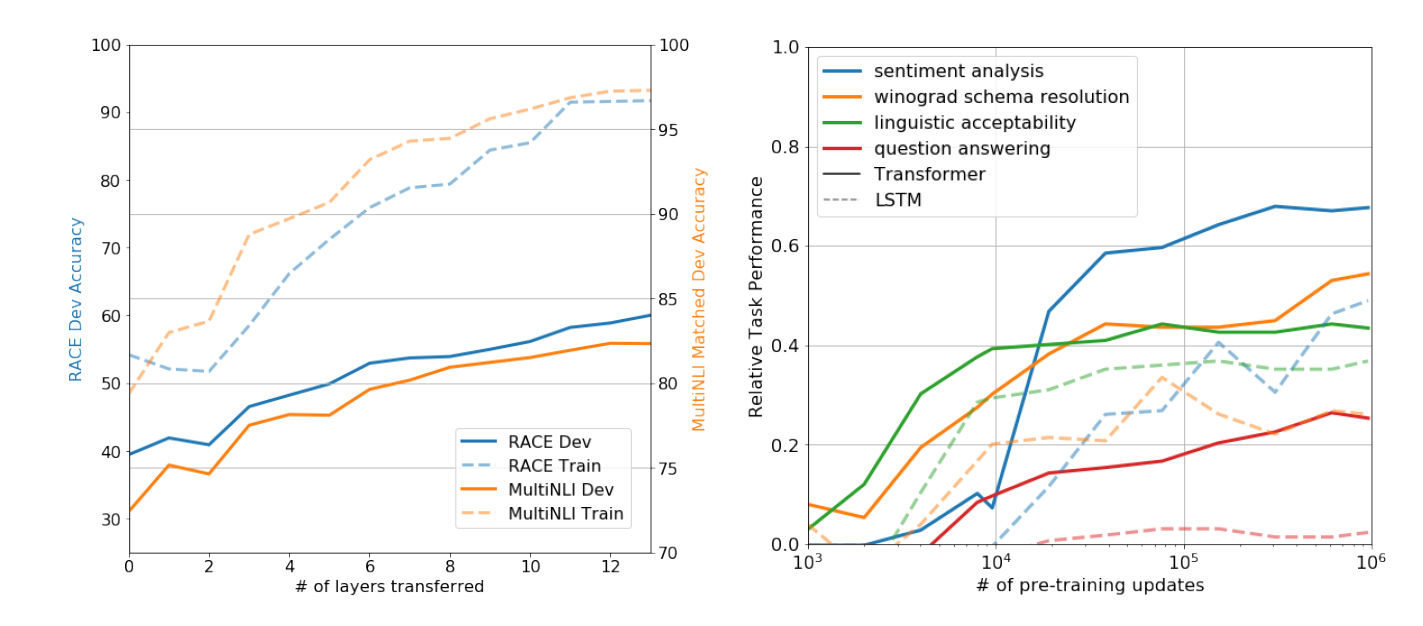 100
90
80
70
60
50
40
30
RACE Dev Accuracy
0 2 4 6 8 10 12
# of layers transferred
100
95
90
85
80
75
70
MultiNLI Matched Dev Accuracy
RACE Dev
RACE Train
MultiNLI Dev
MultiNLI Train
1.0
0.8
0.6
0.4
0.2
0.0
Relative Task Performance
sentiment analysis
winograd schema resolution
linguistic acceptability
question answering
Transformer
LSTM
10³ 10⁴ 10⁵ 10⁶
# of pre-training updates